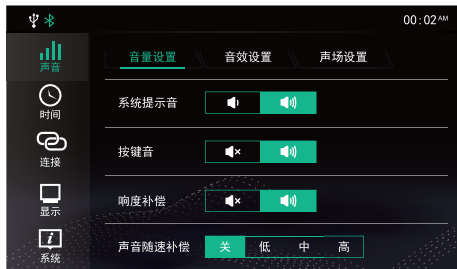 00:02 AM
声音
时间
连接
显示
系统
音量设置 音效设置 声场设置
系统提示音
按键音
响度补偿
声音随速补偿 关 低 中 高